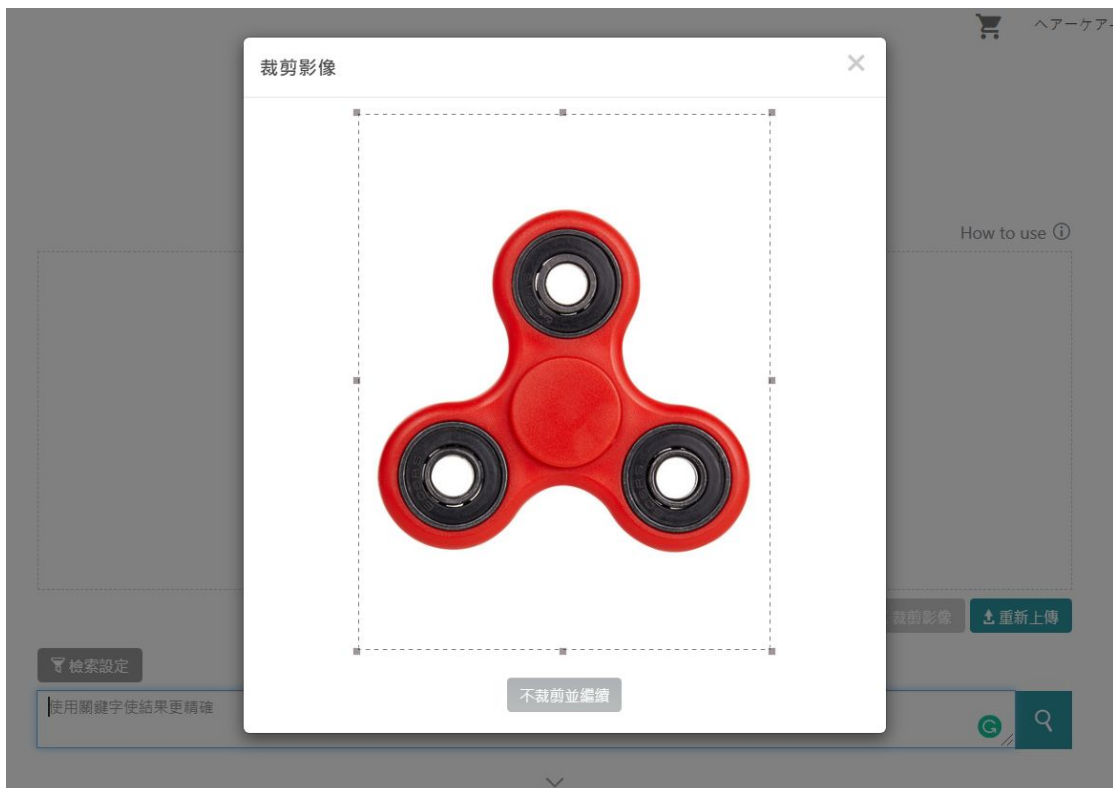 ヘアーケア
裁剪影像
×
How to use
裁剪影像
重新上傳
檢索設定
不裁剪並繼續
使用關鍵字使結果更精確